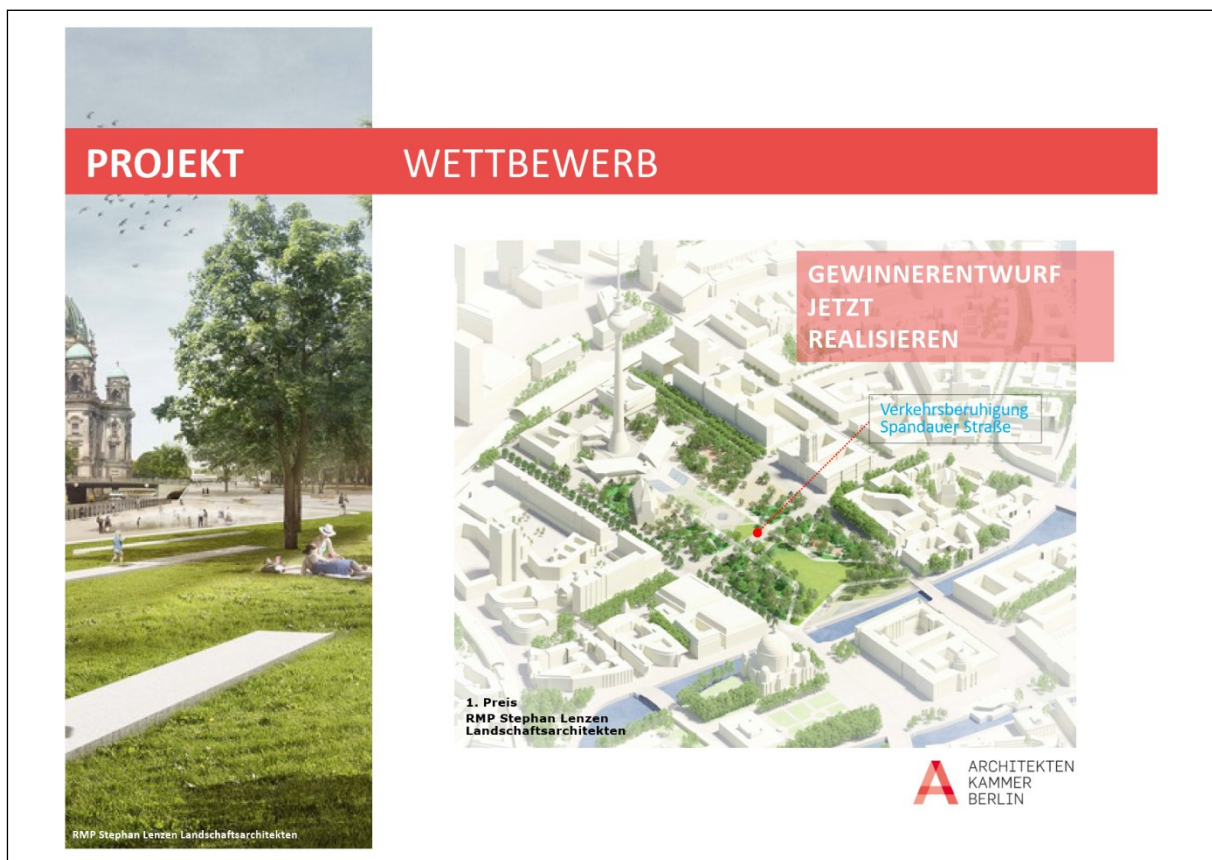 PROJEKT WETTBEWERB
GEWINNERENTWURF
JETZT
REALISIEREN
Verkehrsberuhigung
Spandauer Straße
1. Preis
RMP Stephan Lenzen
Landschaftsarchitekten
ARCHITEKTEN
KAMMER
BERLIN
RMP Stephan Lenzen Landschaftsarchitekten